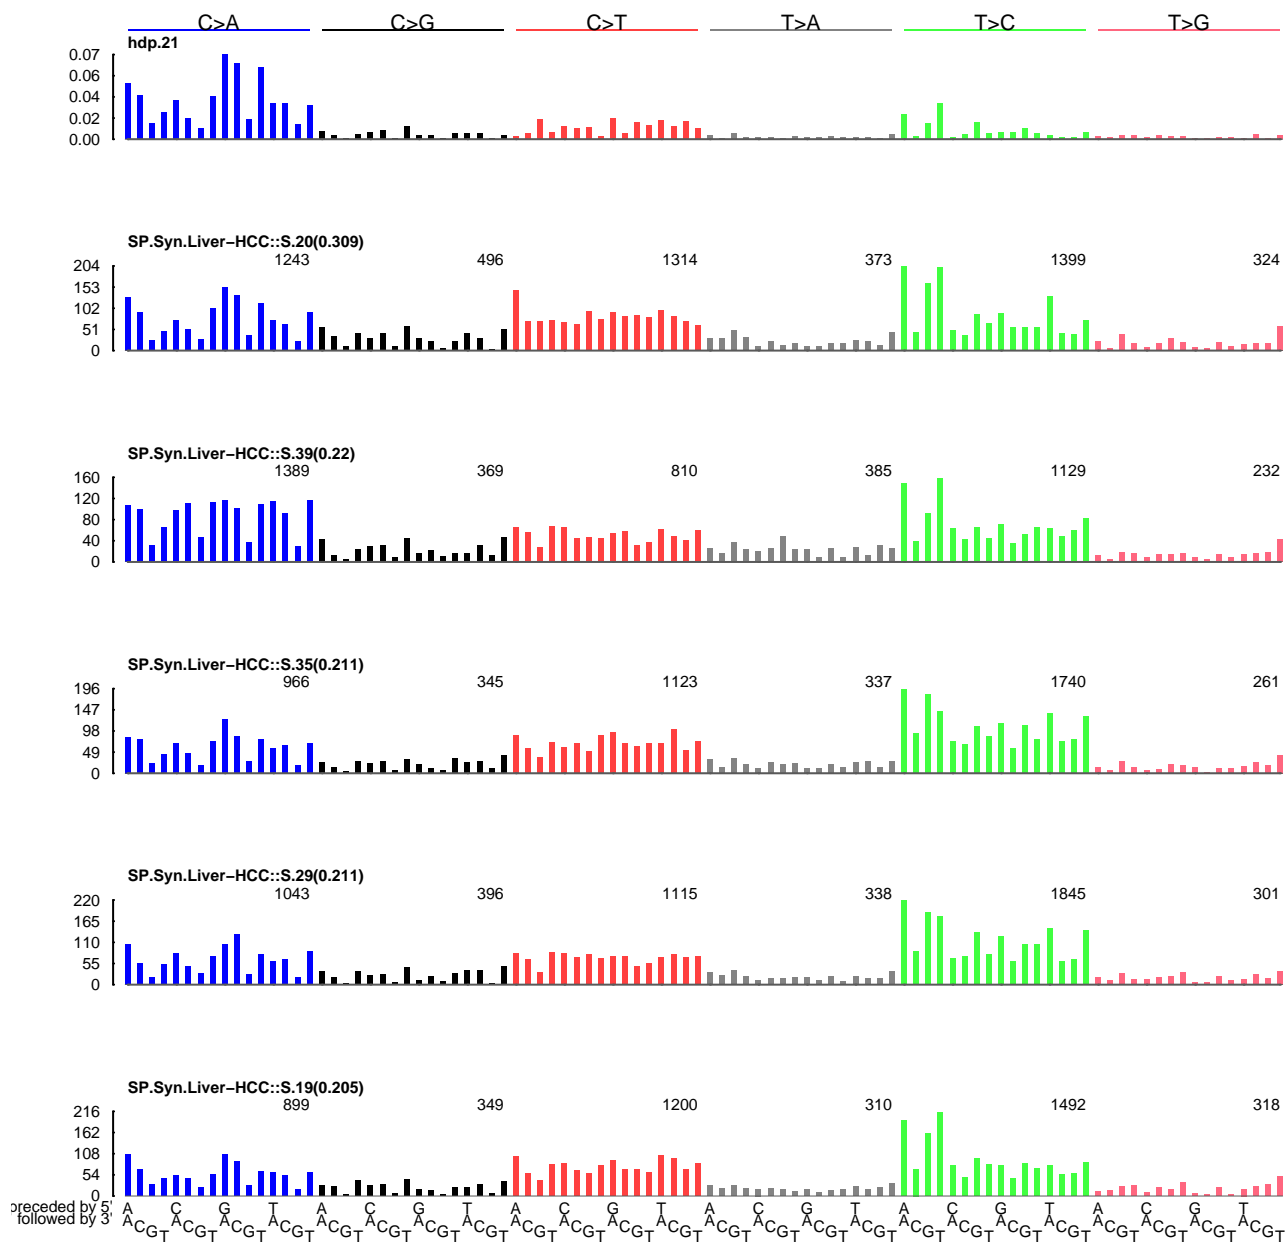 C>A C>G C>T T>A T>C T>G
hdp.21
0.07
0.06
0.04
0.02
0.00
SP.Syn.Liver−HCC::S.20(0.309)
1243 496 1314 373 1399 324
204
153
102
51
0
SP.Syn.Liver−HCC::S.39(0.22)
1389 369 810 385 1129 232
160
120
80
40
0
SP.Syn.Liver−HCC::S.35(0.211)
966 345 1123 337 1740 261
196
147
98
49
0
SP.Syn.Liver−HCC::S.29(0.211)
1043 396 1115 338 1845 301
220
165
110
55
0
SP.Syn.Liver−HCC::S.19(0.205)
899 349 1200 310 1492 318
216
162
108
54
0
preceded by 5' A C G T A C G T A C G T A C G T A C G T A C G T
followed by 3' A C G T A C G T A C G T A C G T A C G T A C G T A C G T A C G T A C G T A C G T A C G T A C G T A C G T A C G T A C G T A C G T A C G T A C G T A C G T A C G T A C G T A C G T A C G T A C G T